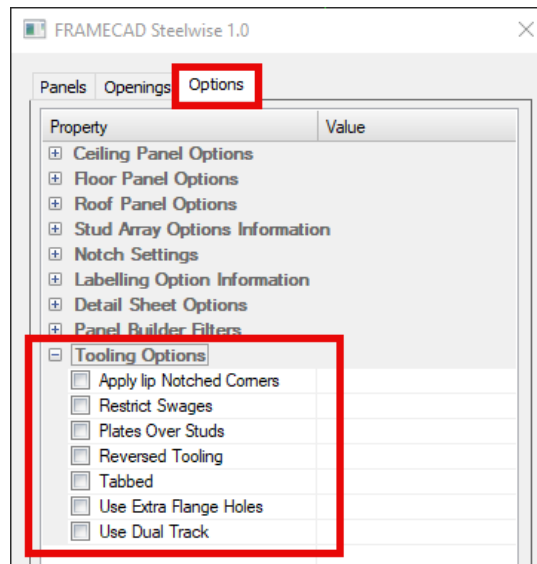 FRAMECAD Steelwise 1.0
Panels Openings Options
Property Value
Ceiling Panel Options
Floor Panel Options
Roof Panel Options
Stud Array Options Information
Notch Settings
Labelling Option Information
Detail Sheet Options
Panel Builder Filters
Tooling Options
Apply lip Notched Corners
Restrict Swages
Plates Over Studs
Reversed Tooling
Tabbed
Use Extra Flange Holes
Use Dual Track